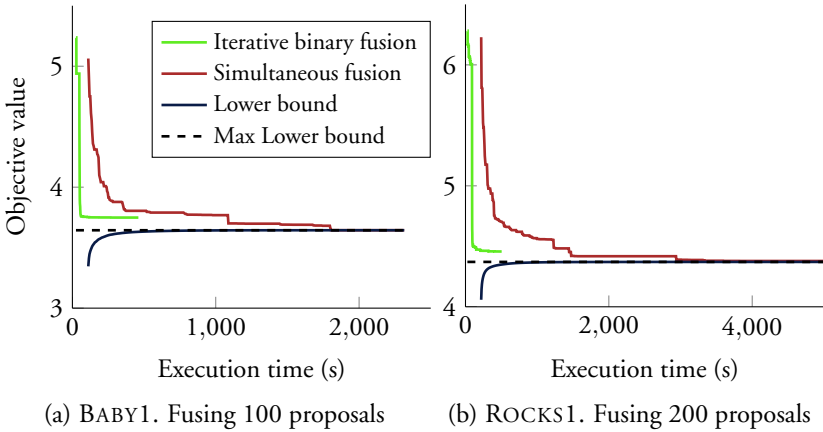 Iterative binary fusion
Simultaneous fusion
Lower bound
Max Lower bound
Objective value
5
4
3
0
1,000
2,000
Execution time (s)
(a) BABY1. Fusing 100 proposals
6
5
4
0
2,000
4,000
Execution time (s)
(b) ROCKS1. Fusing 200 proposals